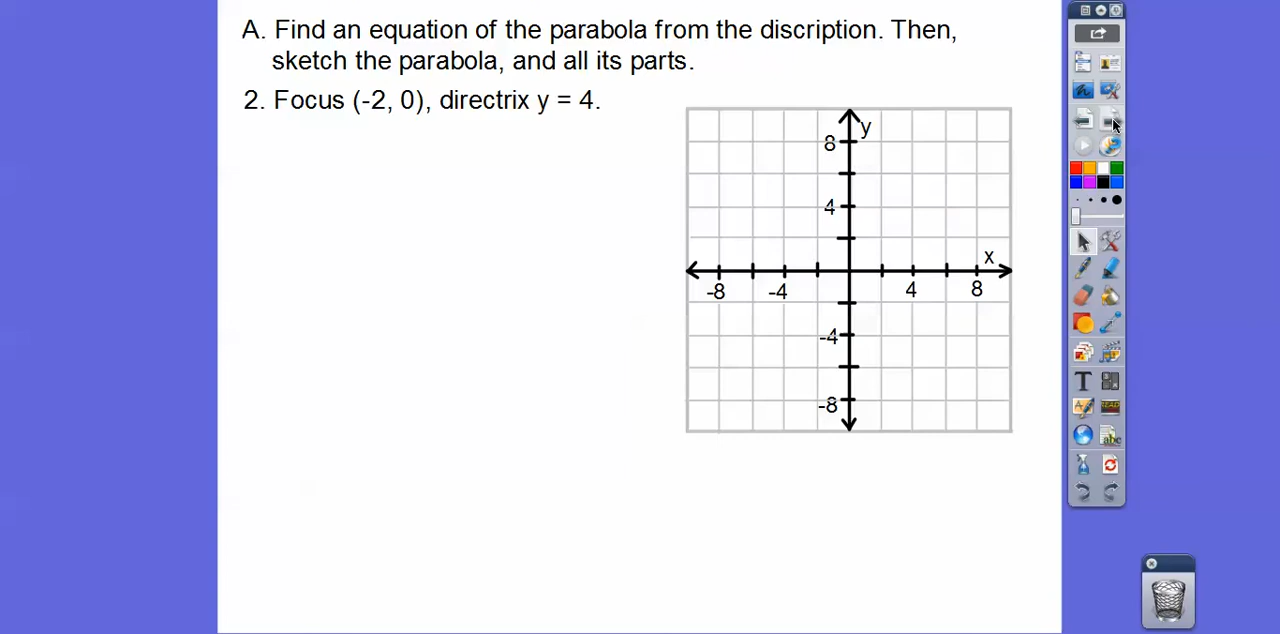 A. Find an equation of the parabola from the discription. Then,
sketch the parabola, and all its parts.
2. Focus (-2, 0), directrix y = 4.
y
8
4
x
-8 -4 4 8
-4
-8
T